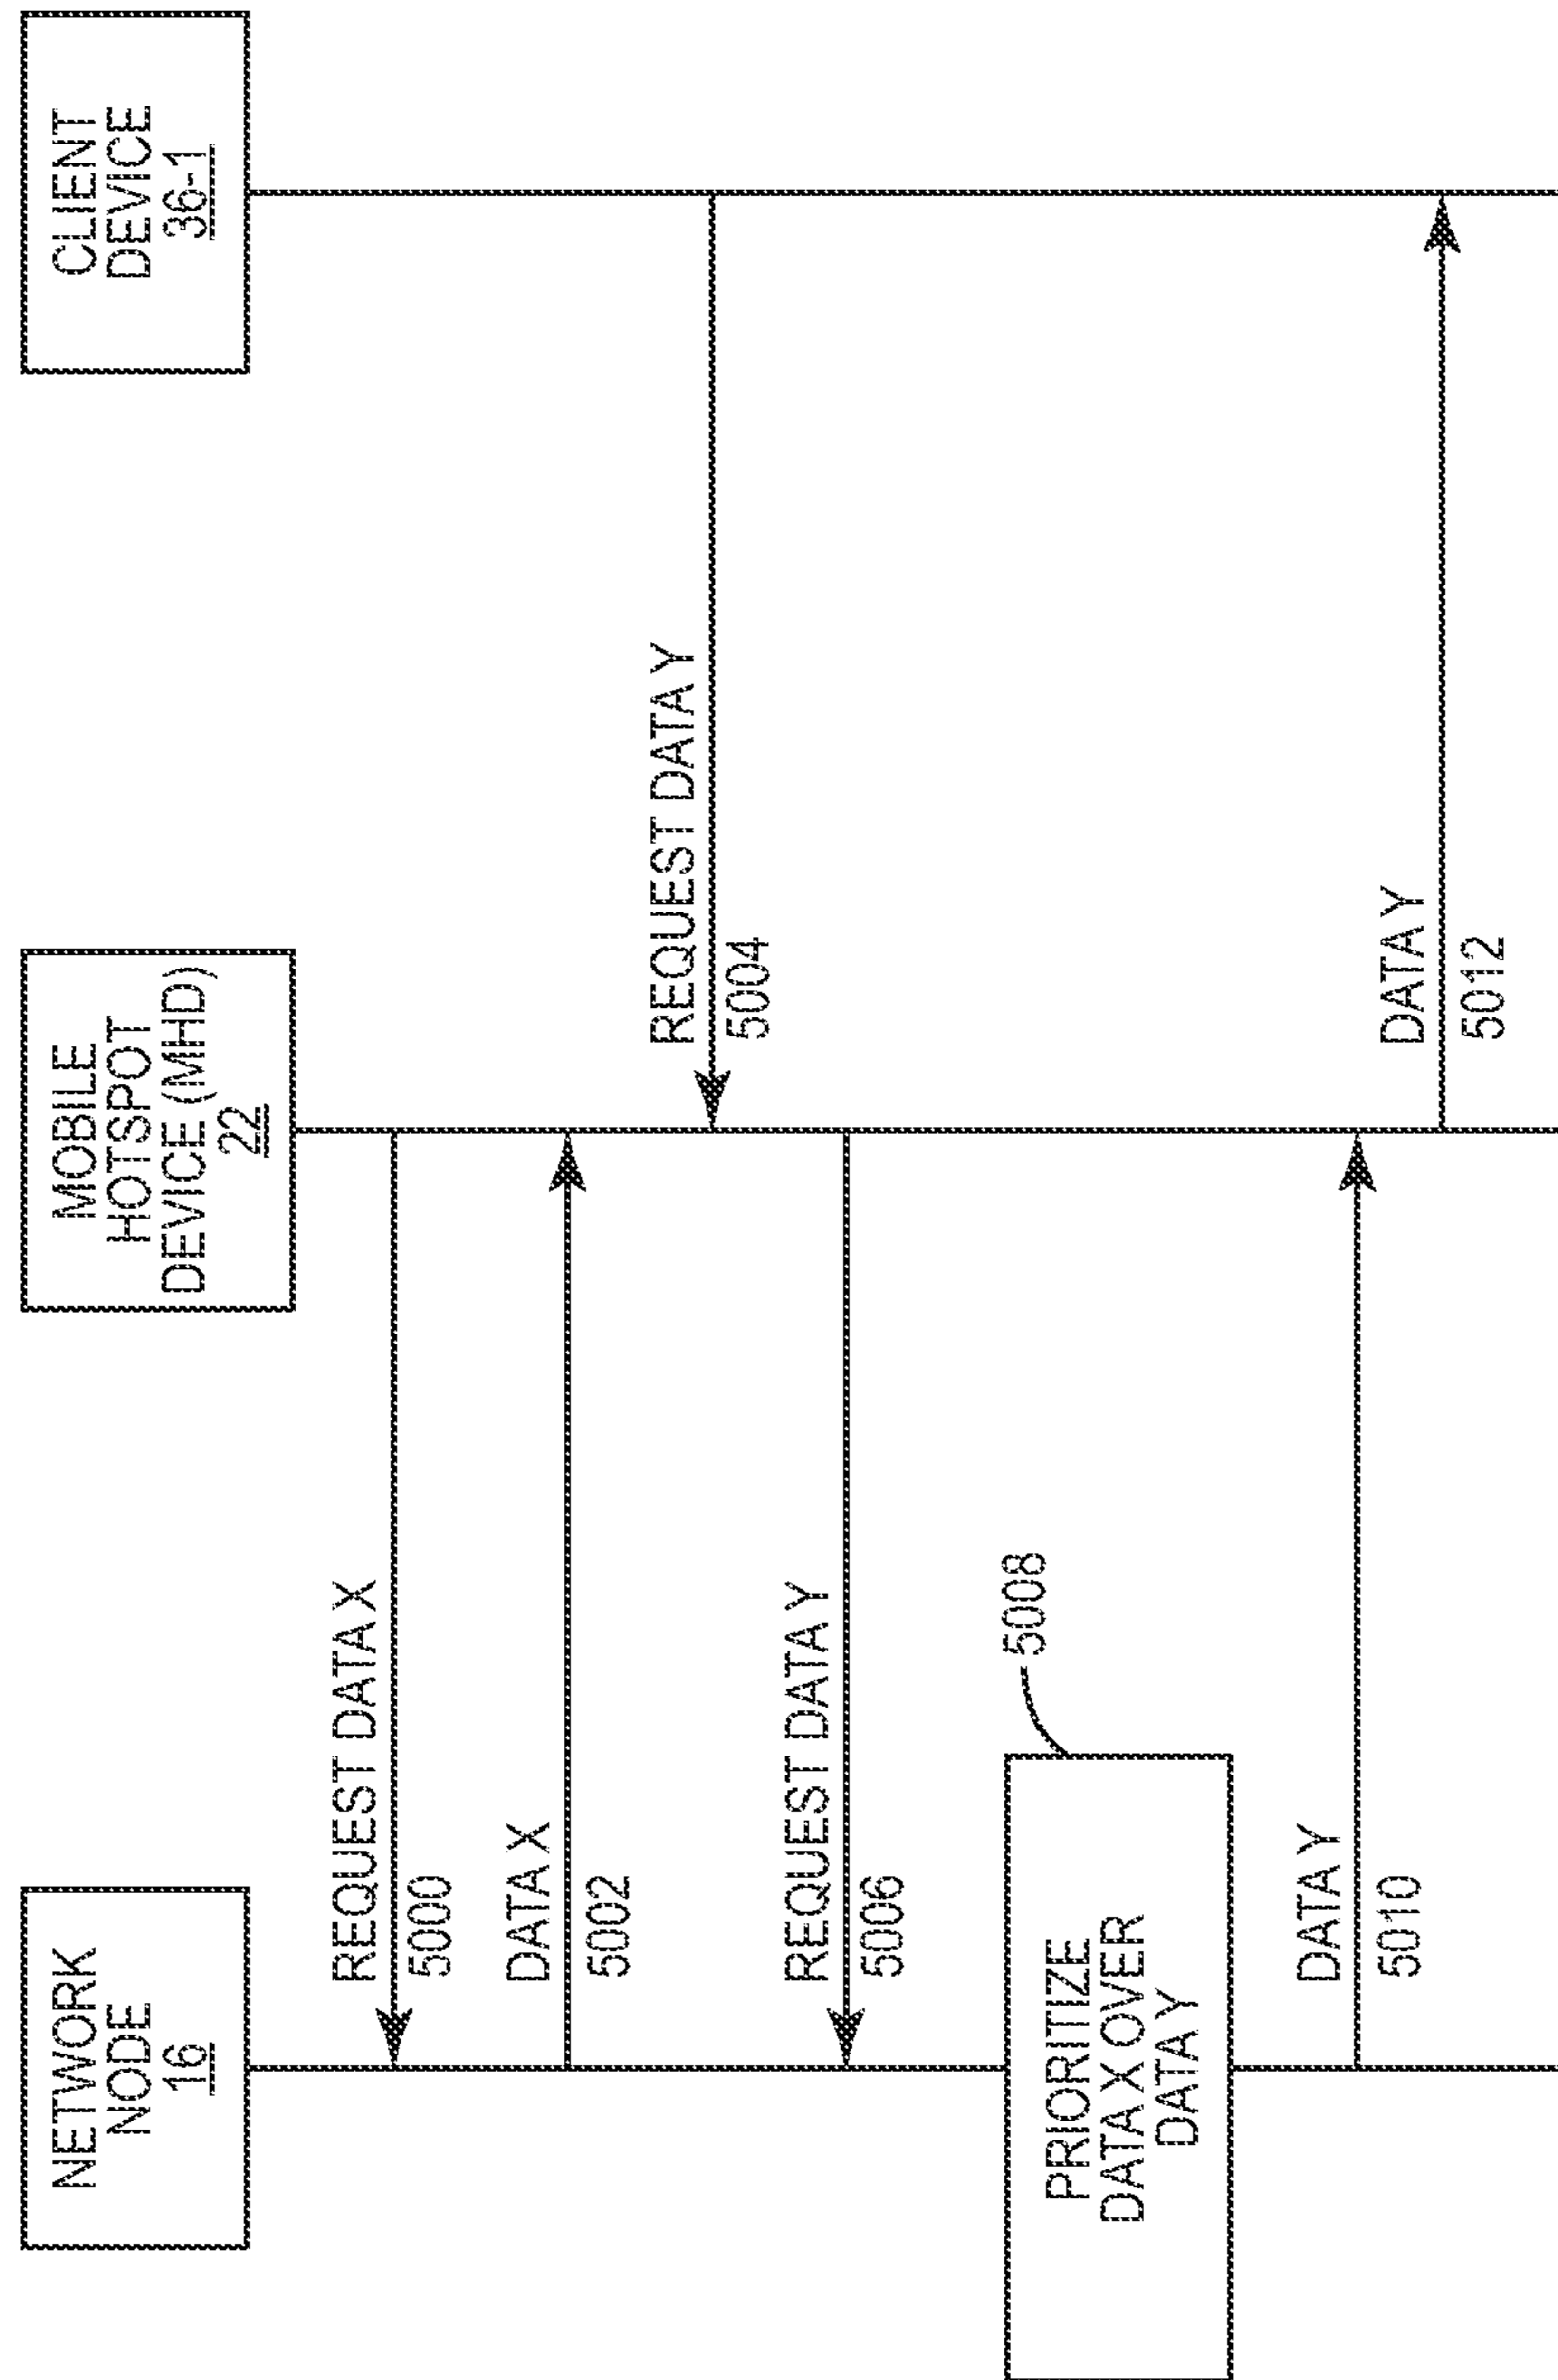 NETWORK
NODE
16
MOBILE
HOTSPOT
DEVICE (MHD)
22
CLIENT
DEVICE
36-1
REQUEST DATA X
5000
DATA X
5002
REQUEST DATA Y
5004
REQUEST DATA Y
5006
PRIORITIZE
DATA X OVER
DATA Y
5008
DATA Y
5010
DATA Y
5012